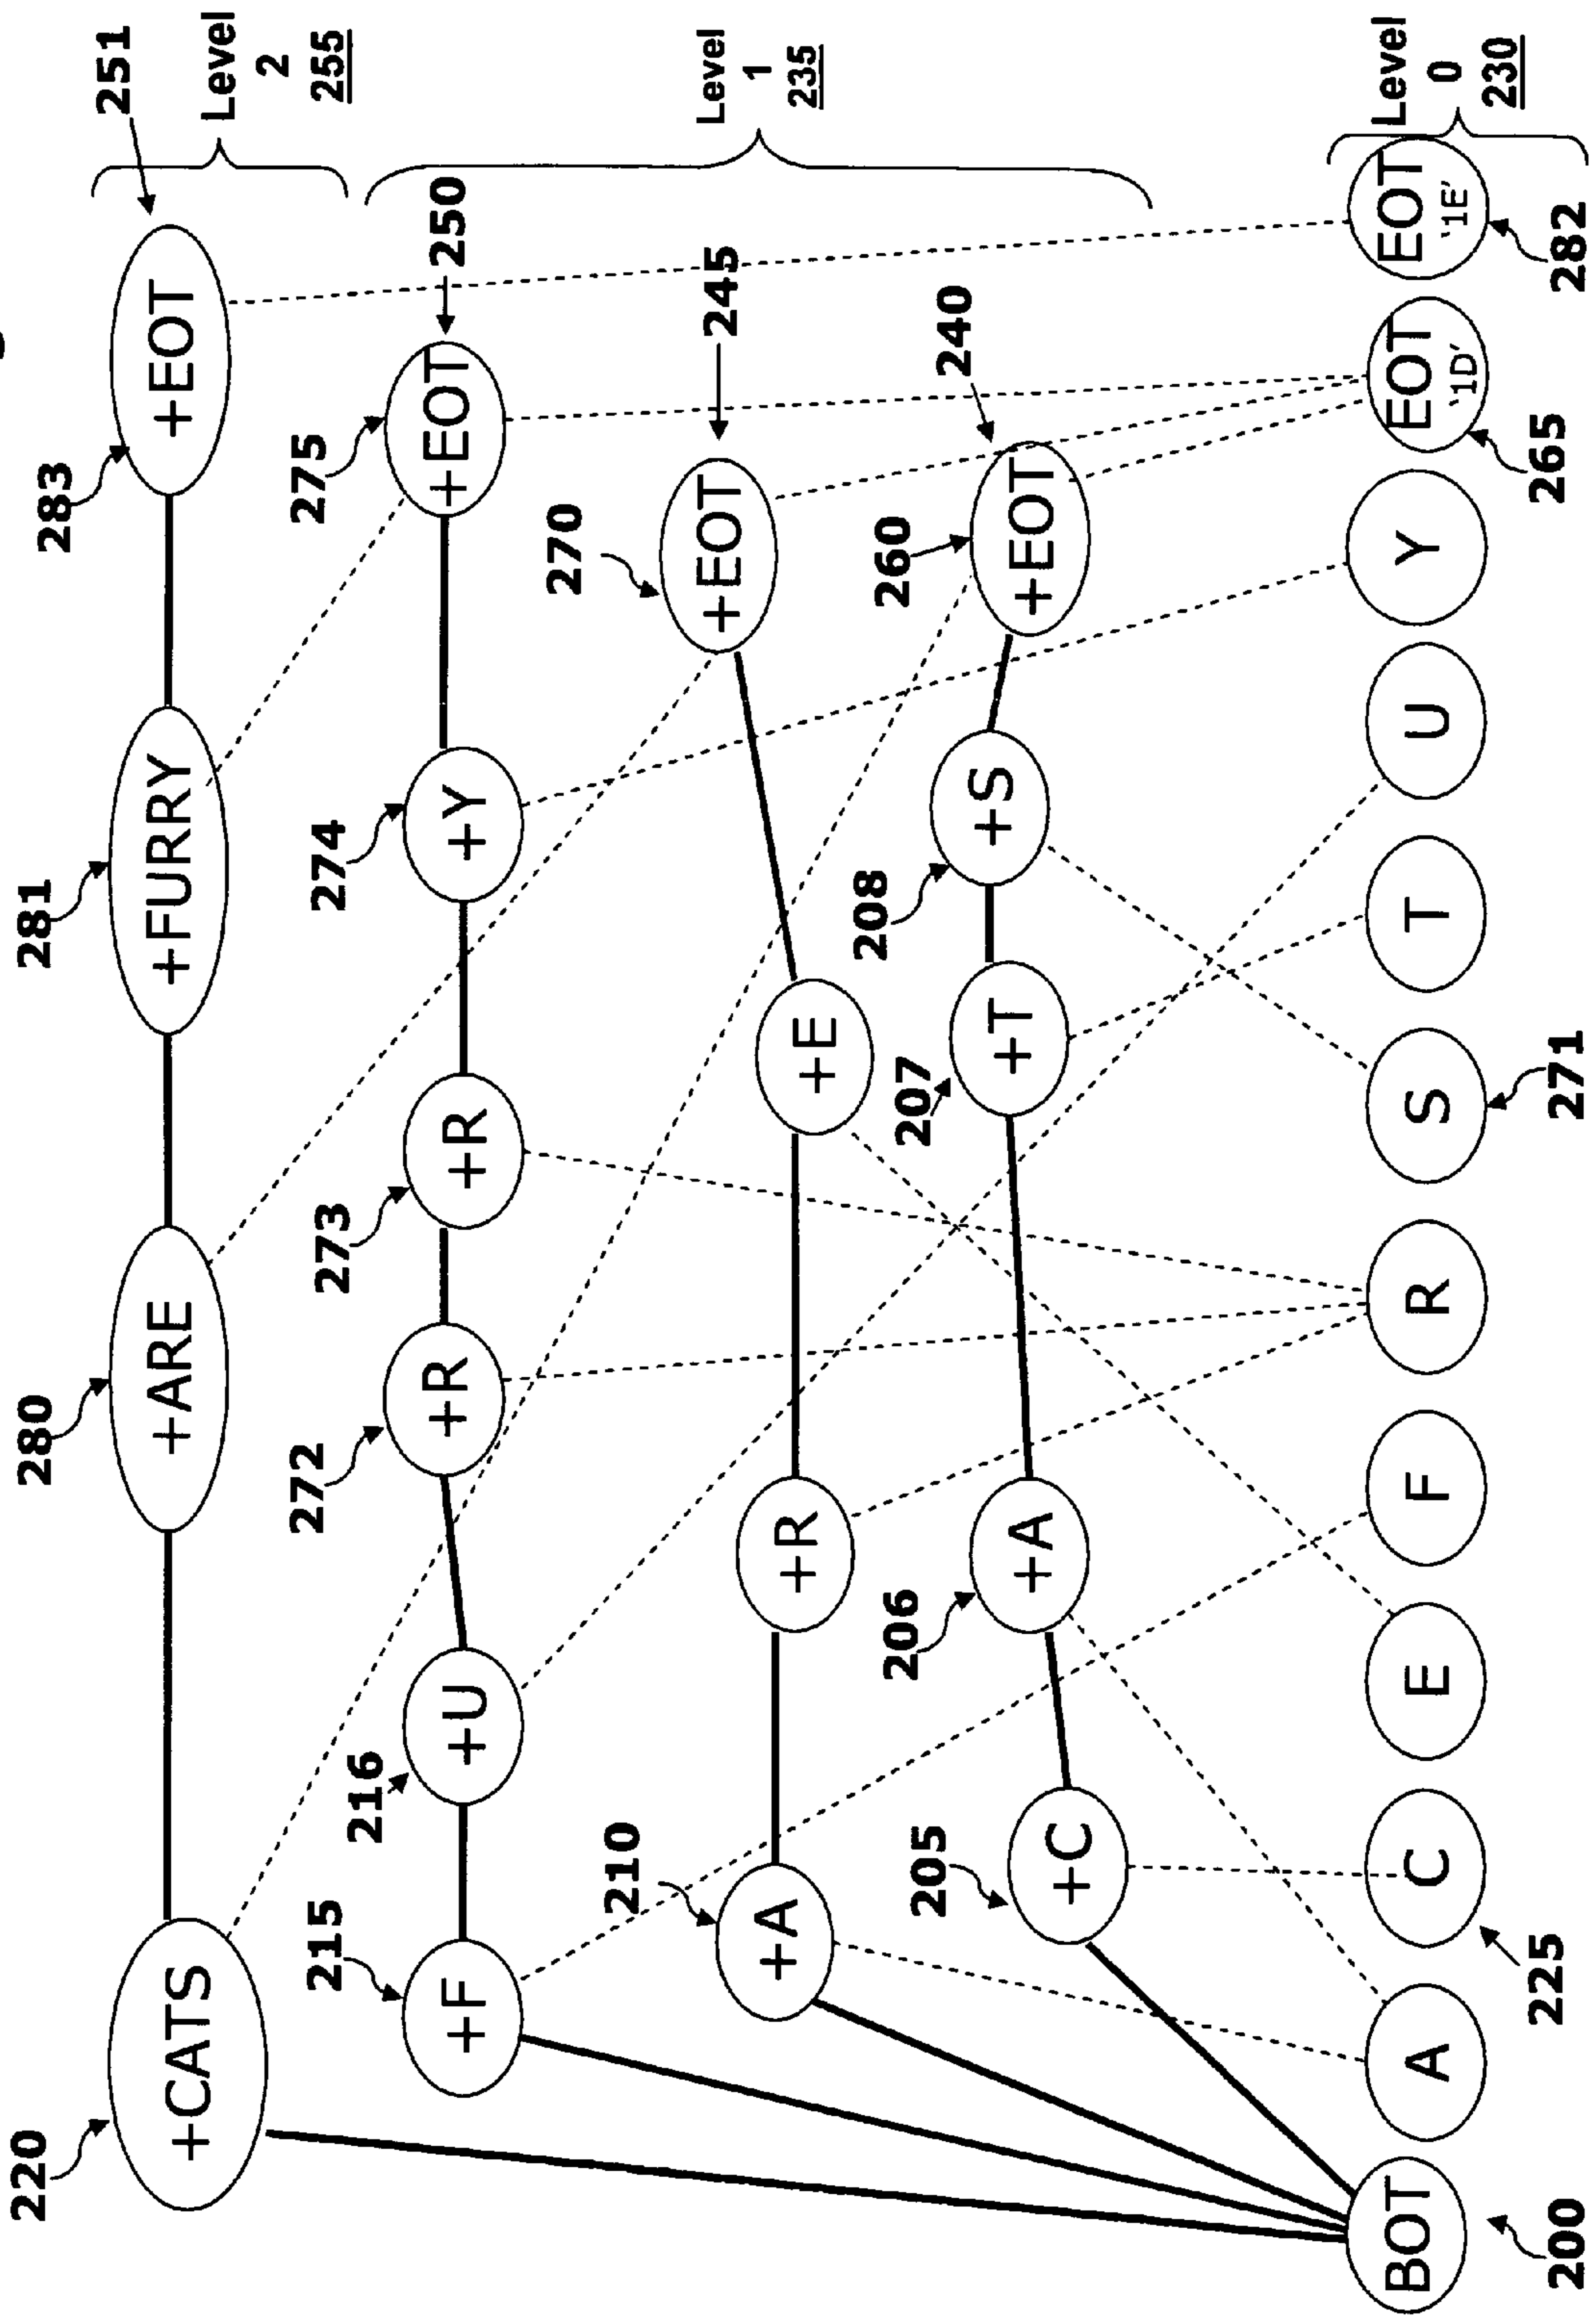 251
Level
2
255
283
+EOT
281
+FURRY
280
+ARE
220
+CATS
250
275
+EOT
274
+Y
273
+R
272
+R
216
+U
215
+F
Level
1
235
245
270
+EOT
+E
+R
210
+A
240
260
+EOT
208
+S
207
+T
206
+A
205
+C
Level
0
230
BOT
A
C
E
F
R
S
T
U
Y
EOT
'1D'
EOT
'1E'
200
225
271
265
282